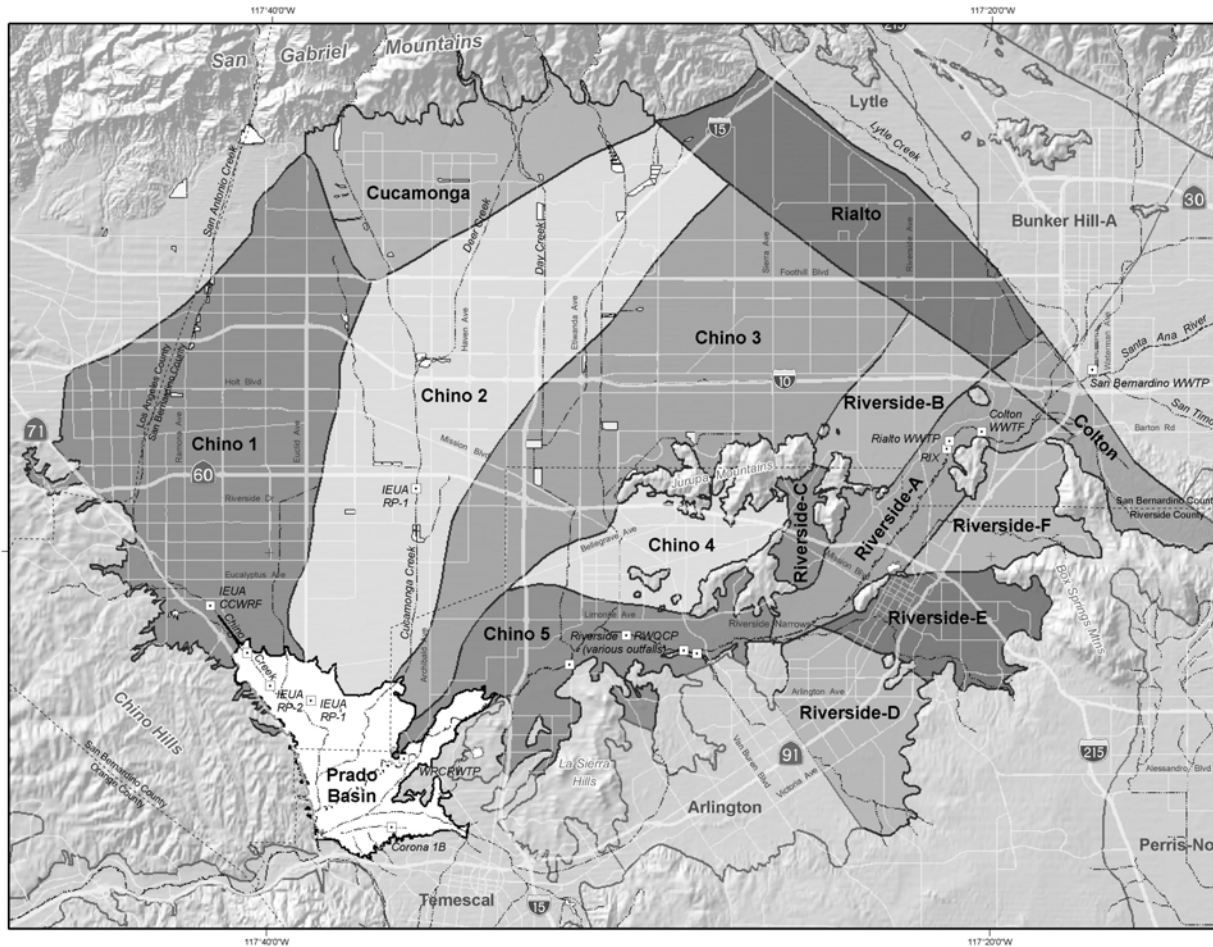 117°40'0"W
117°20'0"W
San Gabriel Mountains
215
Lytle
15
Lytle Creek
Cucamonga
San Antonio Creek
Deer Creek
Day Creek
Rialto
30
Bunker Hill-A
Sierra Ave
Riverside Ave
Foothill Blvd
Haven Ave
Etiwanda Ave
Waterman Ave
Santa Ana River
Chino 3
Los Angeles County
San Bernardino County
Holt Blvd
10
San Bernardino WWTP
Chino 2
Riverside-B
San Timo
71
Ramona Ave
Euclid Ave
Chino 1
Mission Blvd
Colton
WWTF
Rialto WWTP
RIX
Colton
Barton Rd
60
Jurupa Mountains
Riverside Dr
IEUA
RP-1
Riverside-C
Riverside-A
San Bernardino County
Riverside County
Riverside-F
Bellegrave Ave
Chino 4
Mission Blvd
Eucalyptus Ave
Cucamonga Creek
Box Springs Mtns
IEUA
CCWRF
Limonite Ave
Riverside-E
Chino 5
Archibald Ave
Riverside RWQCP
(various outfalls)
Riverside Narrows
Chino Creek
IEUA
RP-2
IEUA
RP-1
Arlington Ave
Chino Hills
Riverside-D
San Bernardino County
Orange County
La Sierra
Hills
Van Buren Blvd
Victoria Ave
91
215
Alessandro Blvd
WRCRWTP
Prado
Basin
Arlington
Corona 1B
Perris-No
Temescal
15
117°40'0"W
117°20'0"W